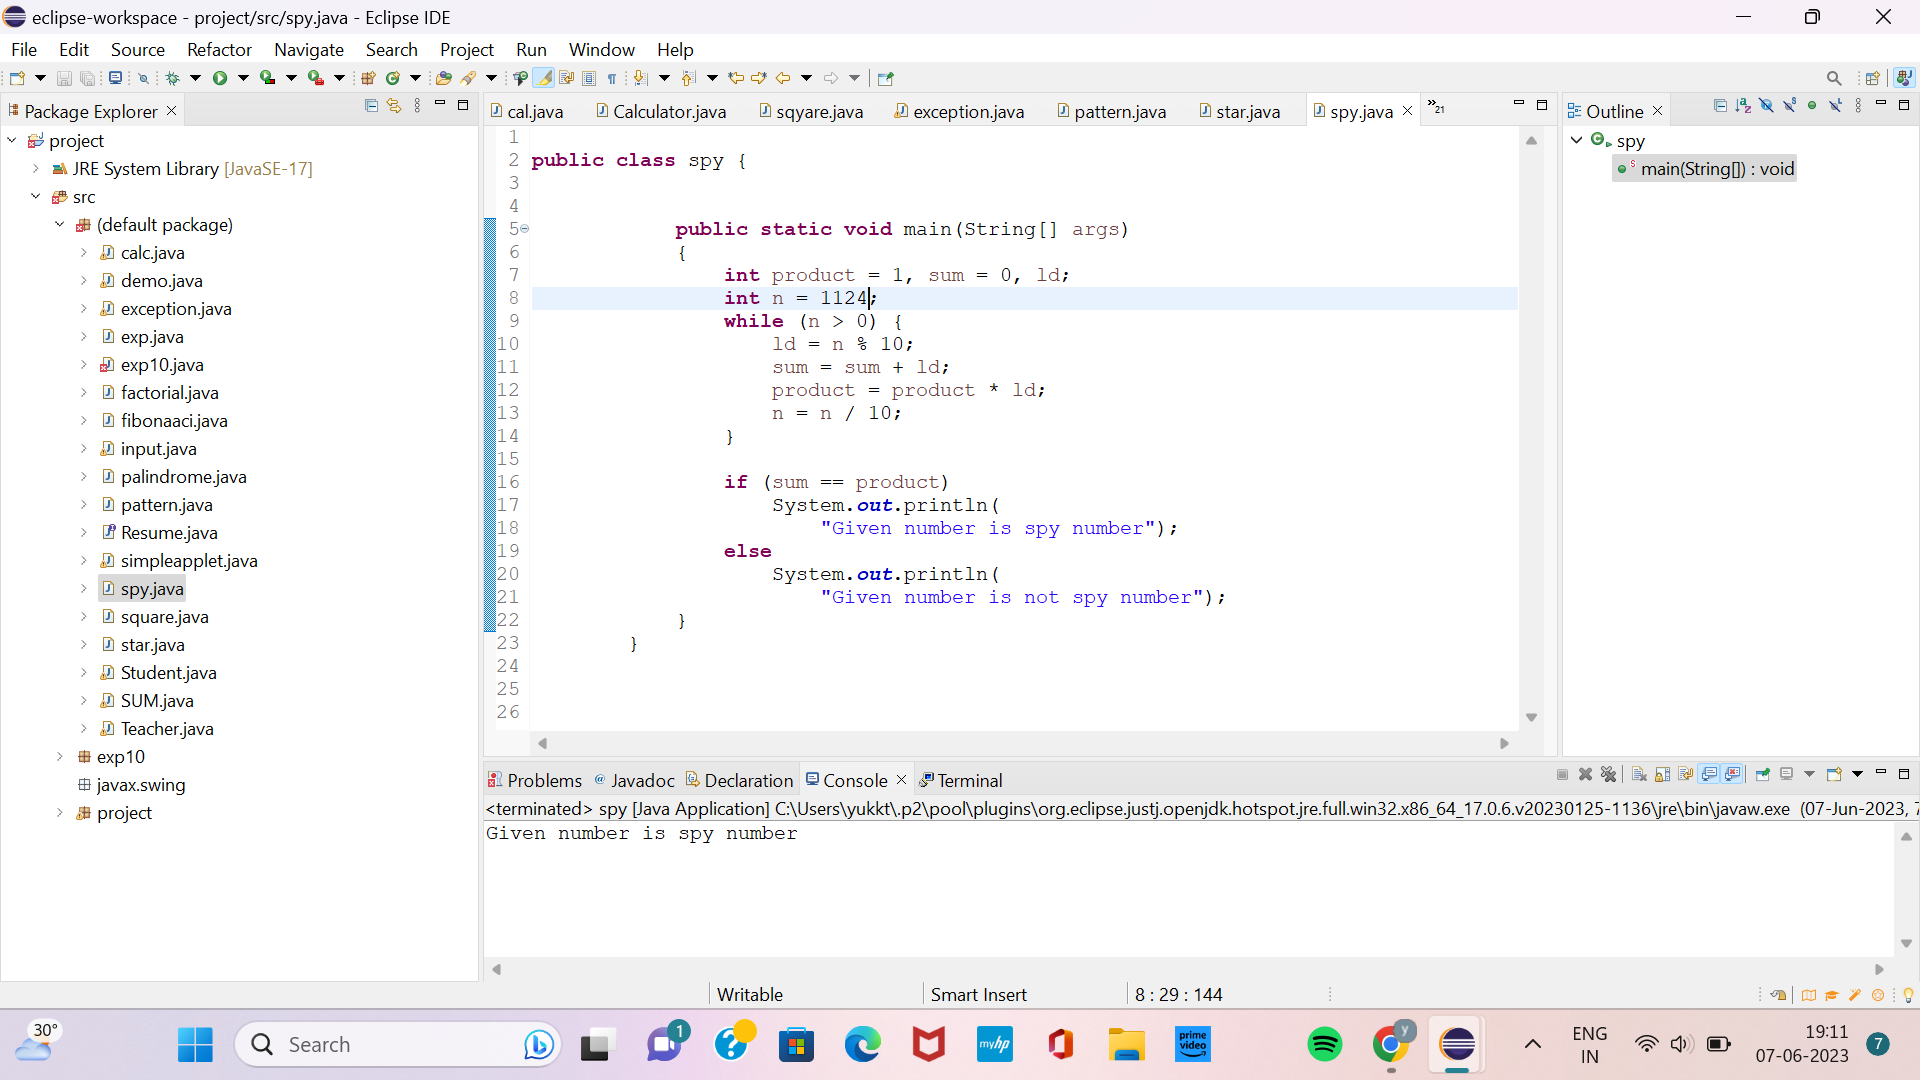 eclipse-workspace - project/src/spy.java - Eclipse IDE
File Edit Source Refactor Navigate Search Project Run Window Help
Package Explorer
project
JRE System Library [JavaSE-17]
src
(default package)
calc.java
demo.java
exception.java
exp.java
exp10.java
factorial.java
fibonaaci.java
input.java
palindrome.java
pattern.java
Resume.java
simpleapplet.java
spy.java
square.java
star.java
Student.java
SUM.java
Teacher.java
exp10
javax.swing
project
cal.java Calculator.java sqyare.java exception.java pattern.java star.java spy.java 21
1
2 public class spy {
3
4
5 public static void main(String[] args)
6 {
7 int product = 1, sum = 0, ld;
8 int n = 1124;
9 while (n > 0) {
10 ld = n % 10;
11 sum = sum + ld;
12 product = product * ld;
13 n = n / 10;
14 }
15
16 if (sum == product)
17 System.out.println(
18 "Given number is spy number");
19 else
20 System.out.println(
21 "Given number is not spy number");
22 }
23 }
24
25
26
Outline
spy
main(String[]) : void
Problems Javadoc Declaration Console Terminal
<terminated> spy [Java Application] C:\Users\yukkt\.p2\pool\plugins\org.eclipse.justj.openjdk.hotspot.jre.full.win32.x86_64_17.0.6.v20230125-1136\jre\bin\javaw.exe (07-Jun-2023, 7
Given number is spy number
Writable Smart Insert 8 : 29 : 144
30°
Search
1
myhp
prime video
y
ENG
IN
19:11
07-06-2023
7